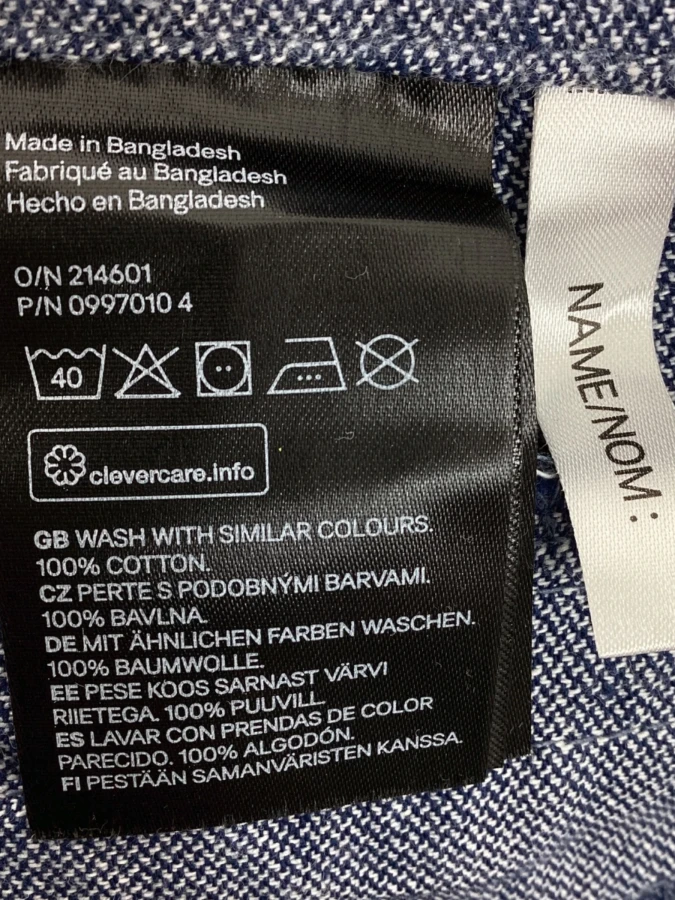 Made in Bangladesh
Fabriqué au Bangladesh
Hecho en Bangladesh
O/N 214601
P/N 0997010 4
40
clevercare.info
GB WASH WITH SIMILAR COLOURS.
100% COTTON.
CZ PERTE S PODOBNÝMI BARVAMI.
100% BAVLNA.
DE MIT ÄHNLICHEN FARBEN WASCHEN.
100% BAUMWOLLE.
EE PESE KOOS SARNAST VÄRVI
RIIETEGA. 100% PUUVILL.
ES LAVAR CON PRENDAS DE COLOR
PARECIDO. 100% ALGODÓN.
FI PESTÄÄN SAMANVÄRISTEN KANSSA.
NAME/NOM :